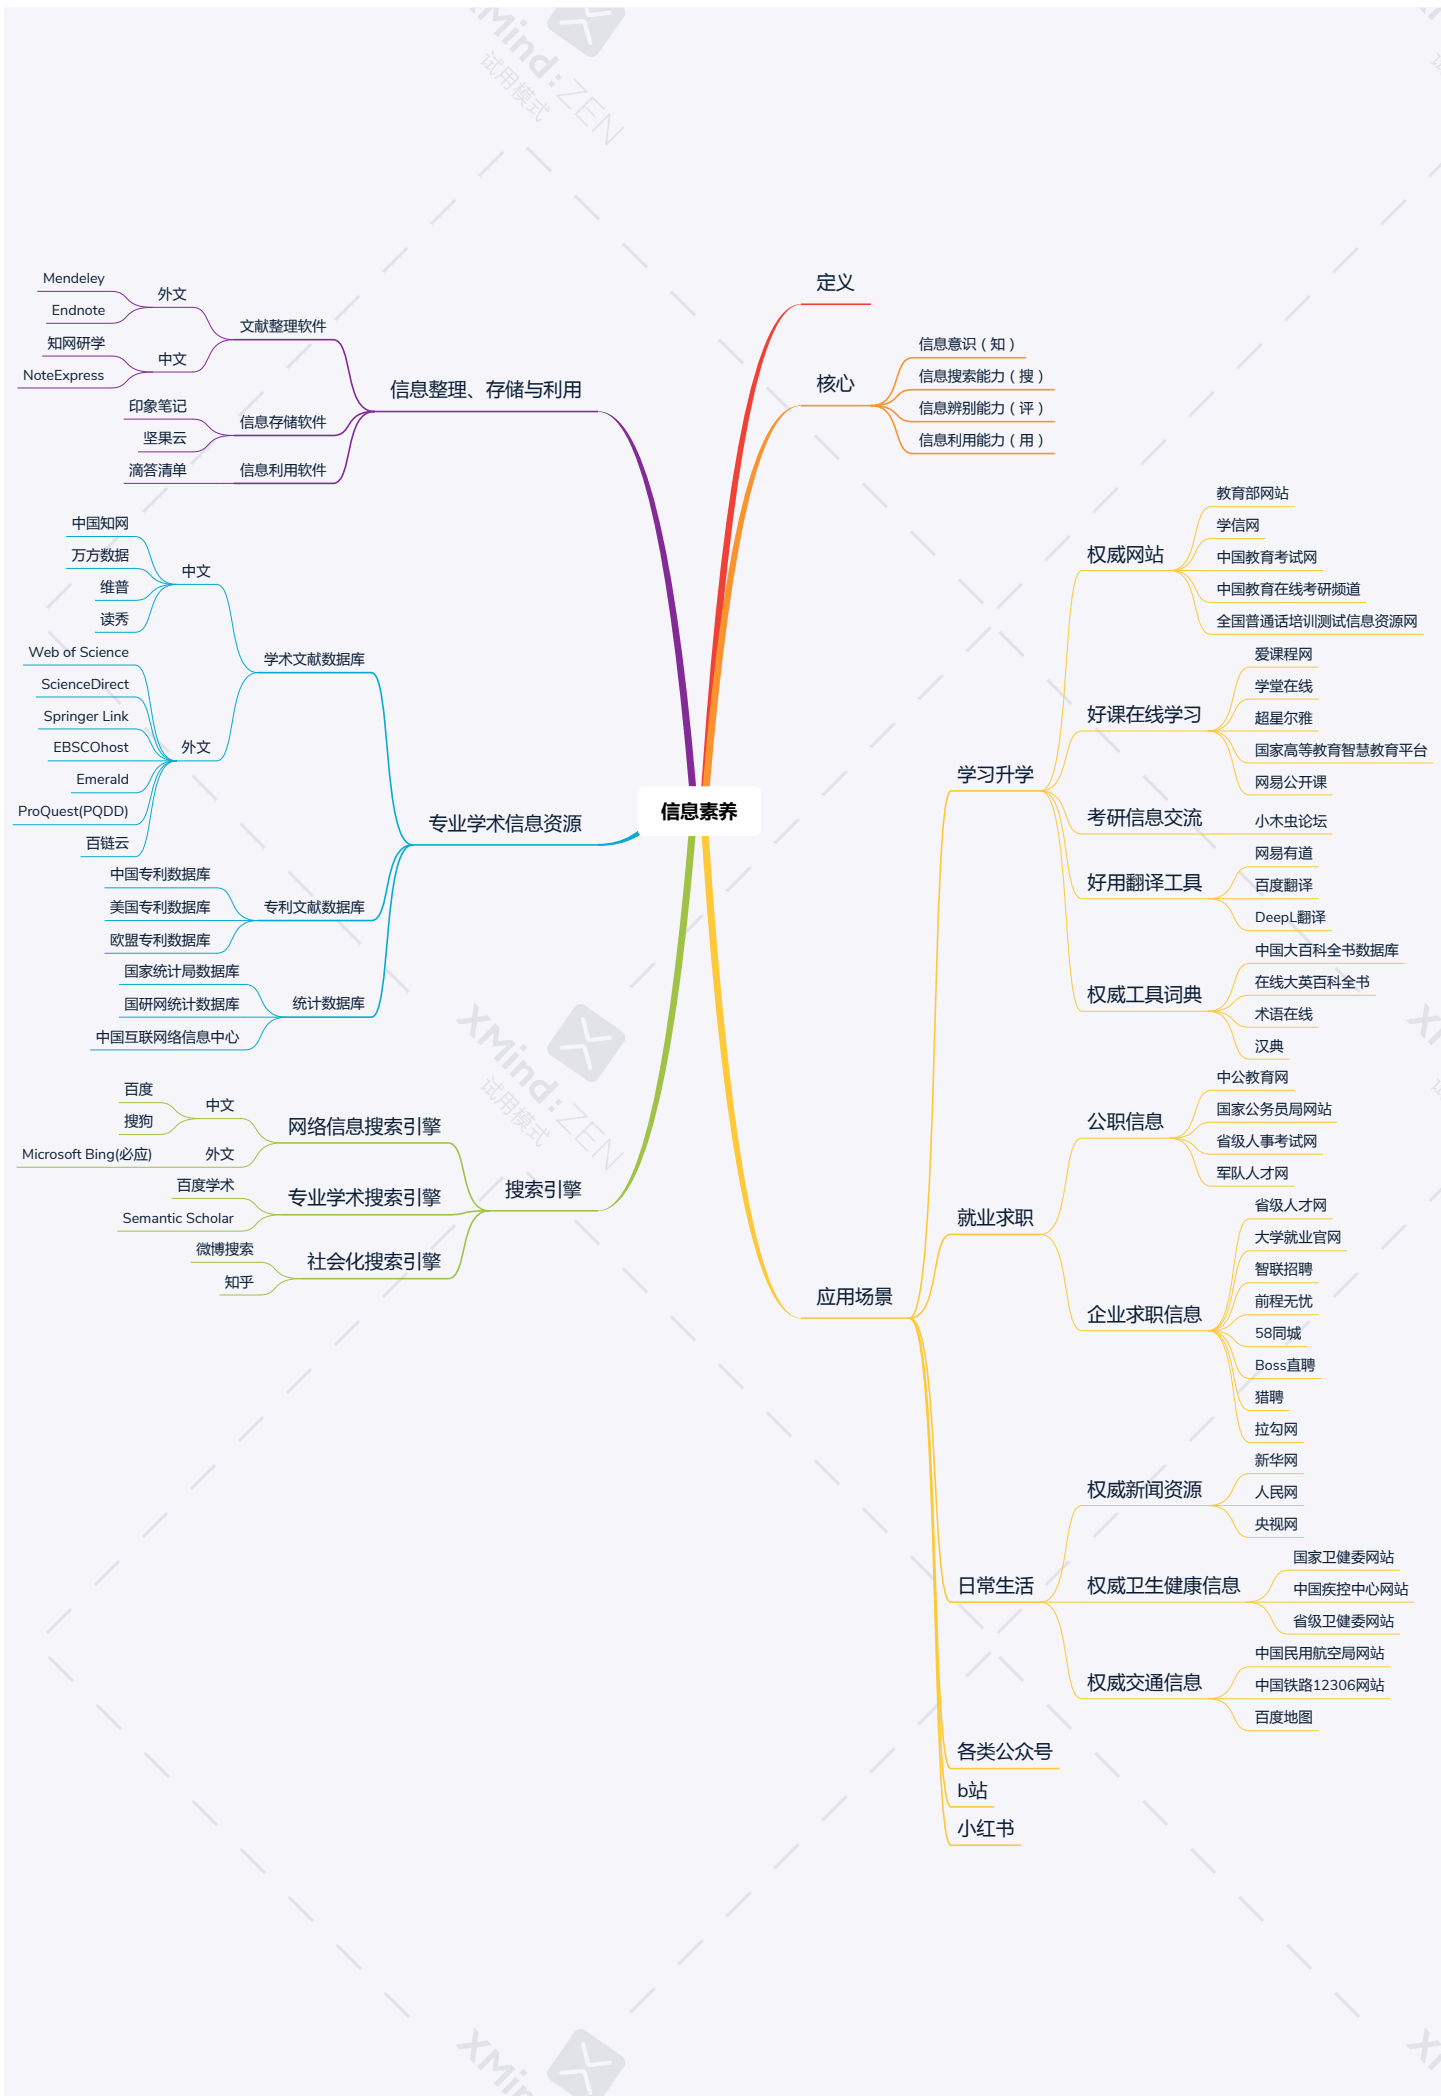 XMind:ZEN
试用模式
信息素养
定义
核心
信息意识（知）
信息搜索能力（搜）
信息辨别能力（评）
信息利用能力（用）
应用场景
学习升学
权威网站
教育部网站
学信网
中国教育考试网
中国教育在线考研频道
全国普通话培训测试信息资源网
好课在线学习
爱课程网
学堂在线
超星尔雅
国家高等教育智慧教育平台
网易公开课
考研信息交流
小木虫论坛
好用翻译工具
网易有道
百度翻译
DeepL翻译
权威工具词典
中国大百科全书数据库
在线大英百科全书
术语在线
汉典
就业求职
公职信息
中公教育网
国家公务员局网站
省级人事考试网
军队人才网
企业求职信息
省级人才网
大学就业官网
智联招聘
前程无忧
58同城
Boss直聘
猎聘
拉勾网
日常生活
权威新闻资源
新华网
人民网
央视网
权威卫生健康信息
国家卫健委网站
中国疾控中心网站
省级卫健委网站
权威交通信息
中国民用航空局网站
中国铁路12306网站
百度地图
各类公众号
b站
小红书
信息整理、存储与利用
文献整理软件
外文
Mendeley
Endnote
中文
知网研学
NoteExpress
信息存储软件
印象笔记
坚果云
信息利用软件
滴答清单
专业学术信息资源
学术文献数据库
中文
中国知网
万方数据
维普
读秀
外文
Web of Science
ScienceDirect
Springer Link
EBSCOhost
Emerald
ProQuest(PQDD)
百链云
专利文献数据库
中国专利数据库
美国专利数据库
欧盟专利数据库
统计数据库
国家统计局数据库
国研网统计数据库
中国互联网络信息中心
搜索引擎
网络信息搜索引擎
中文
百度
搜狗
外文
Microsoft Bing(必应)
专业学术搜索引擎
百度学术
Semantic Scholar
社会化搜索引擎
微博搜索
知乎
XMind:ZEN
试用模式